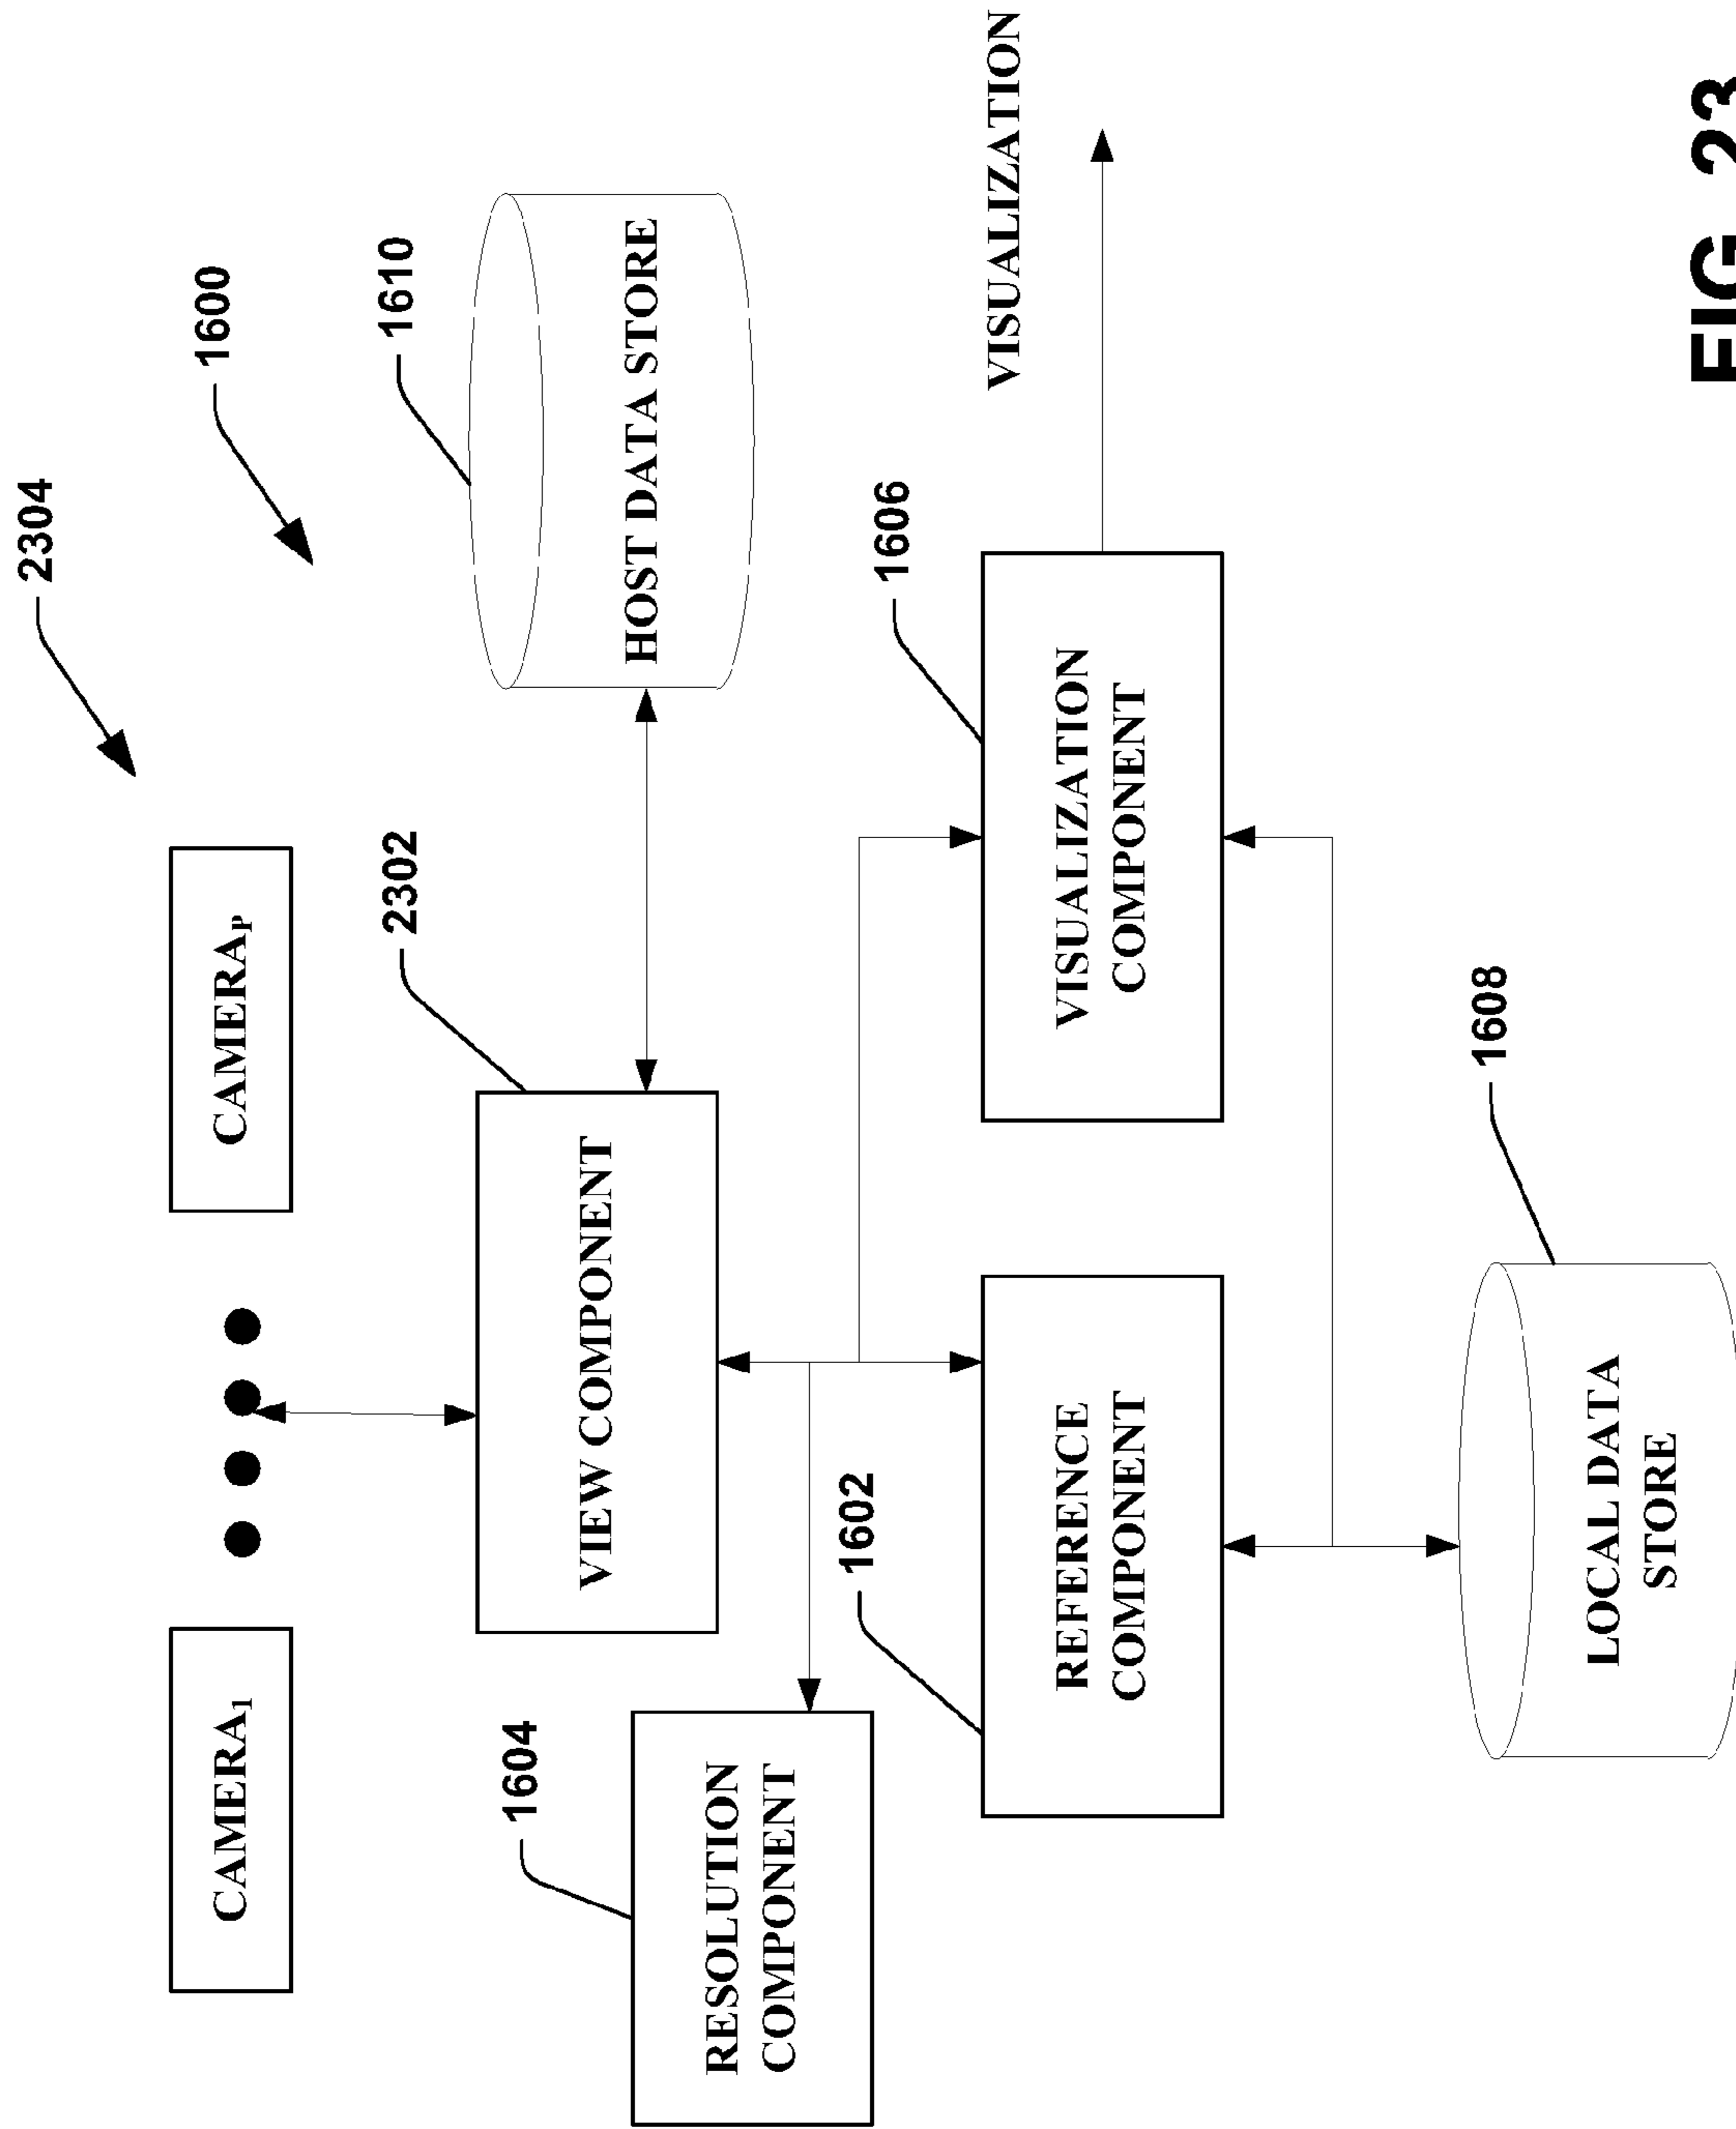 2304
1600
CAMERA1
CAMERAP
1610
2302
HOST DATA STORE
VIEW COMPONENT
1604
RESOLUTION
COMPONENT
1602
1606
REFERENCE
COMPONENT
VISUALIZATION
COMPONENT
VISUALIZATION
1608
LOCAL DATA
STORE
FIG. 23